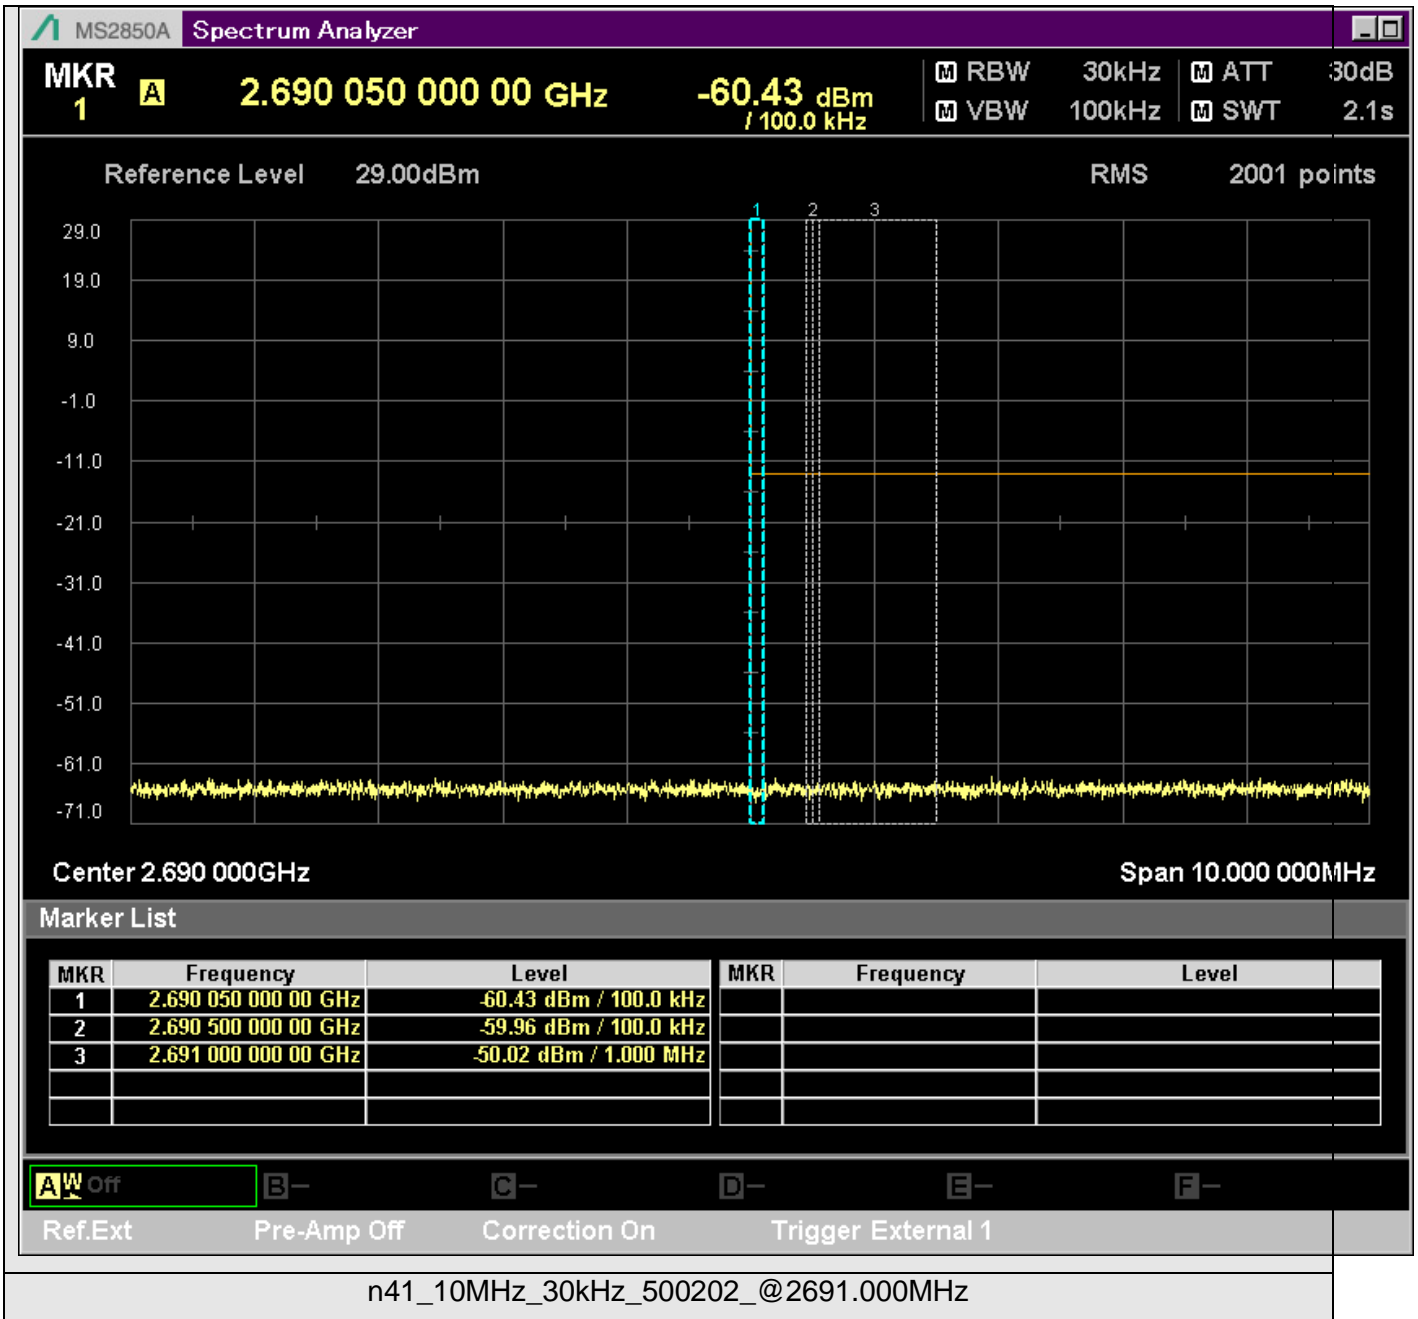 MS2850A Spectrum Analyzer
MKR 1 A 2.690 050 000 00 GHz -60.43 dBm / 100.0 kHz
M RBW 30kHz M ATT 30dB
M VBW 100kHz M SWT 2.1s
Reference Level 29.00dBm RMS 2001 points
1 2 3
29.0
19.0
9.0
-1.0
-11.0
-21.0
-31.0
-41.0
-51.0
-61.0
-71.0
Center 2.690 000GHz Span 10.000 000MHz
Marker List
MKR Frequency Level MKR Frequency Level
1 2.690 050 000 00 GHz -60.43 dBm / 100.0 kHz
2 2.690 500 000 00 GHz -59.96 dBm / 100.0 kHz
3 2.691 000 000 00 GHz -50.02 dBm / 1.000 MHz
A W Off B C D E F
Ref.Ext Pre-Amp Off Correction On Trigger External 1
n41_10MHz_30kHz_500202_@2691.000MHz